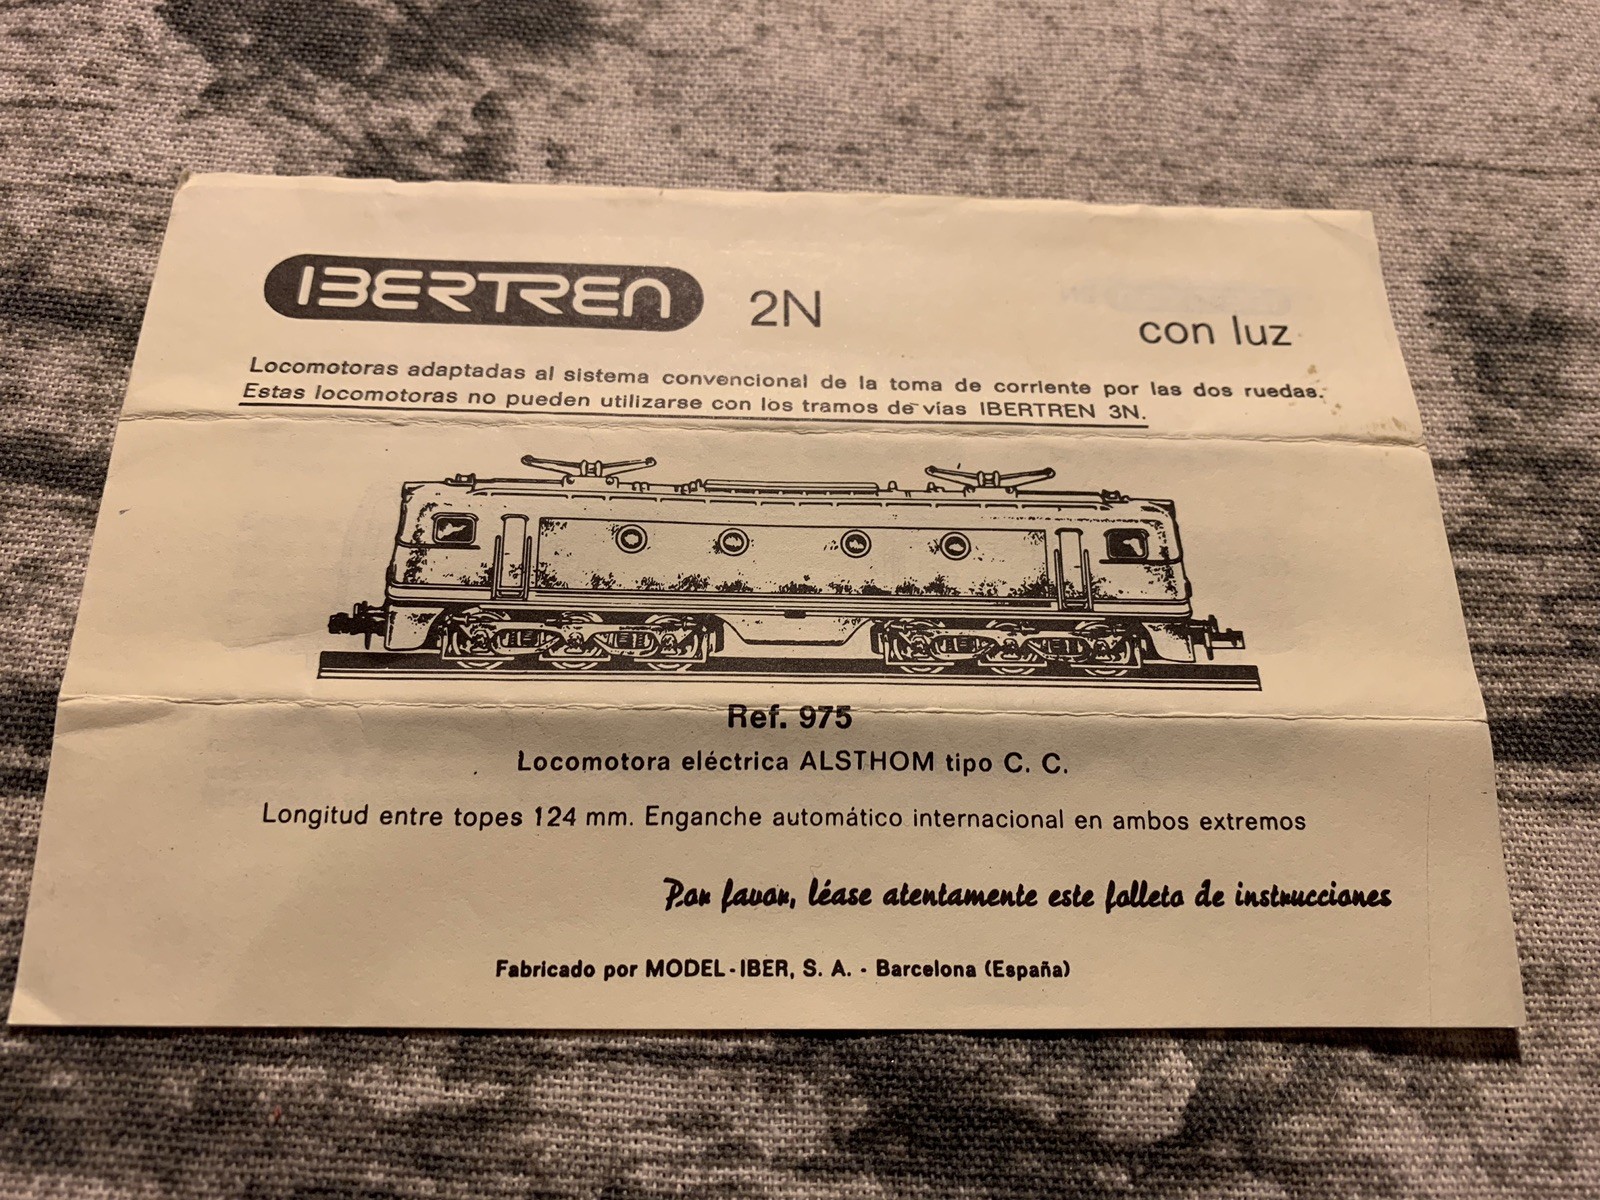 IBERTREN 2N con luz
Locomotoras adaptadas al sistema convencional de la toma de corriente por las dos ruedas.
Estas locomotoras no pueden utilizarse con los tramos de vías IBERTREN 3N.
Ref. 975
Locomotora eléctrica ALSTHOM tipo C. C.
Longitud entre topes 124 mm. Enganche automático internacional en ambos extremos
Por favor, léase atentamente este folleto de instrucciones
Fabricado por MODEL-IBER, S. A. - Barcelona (España)